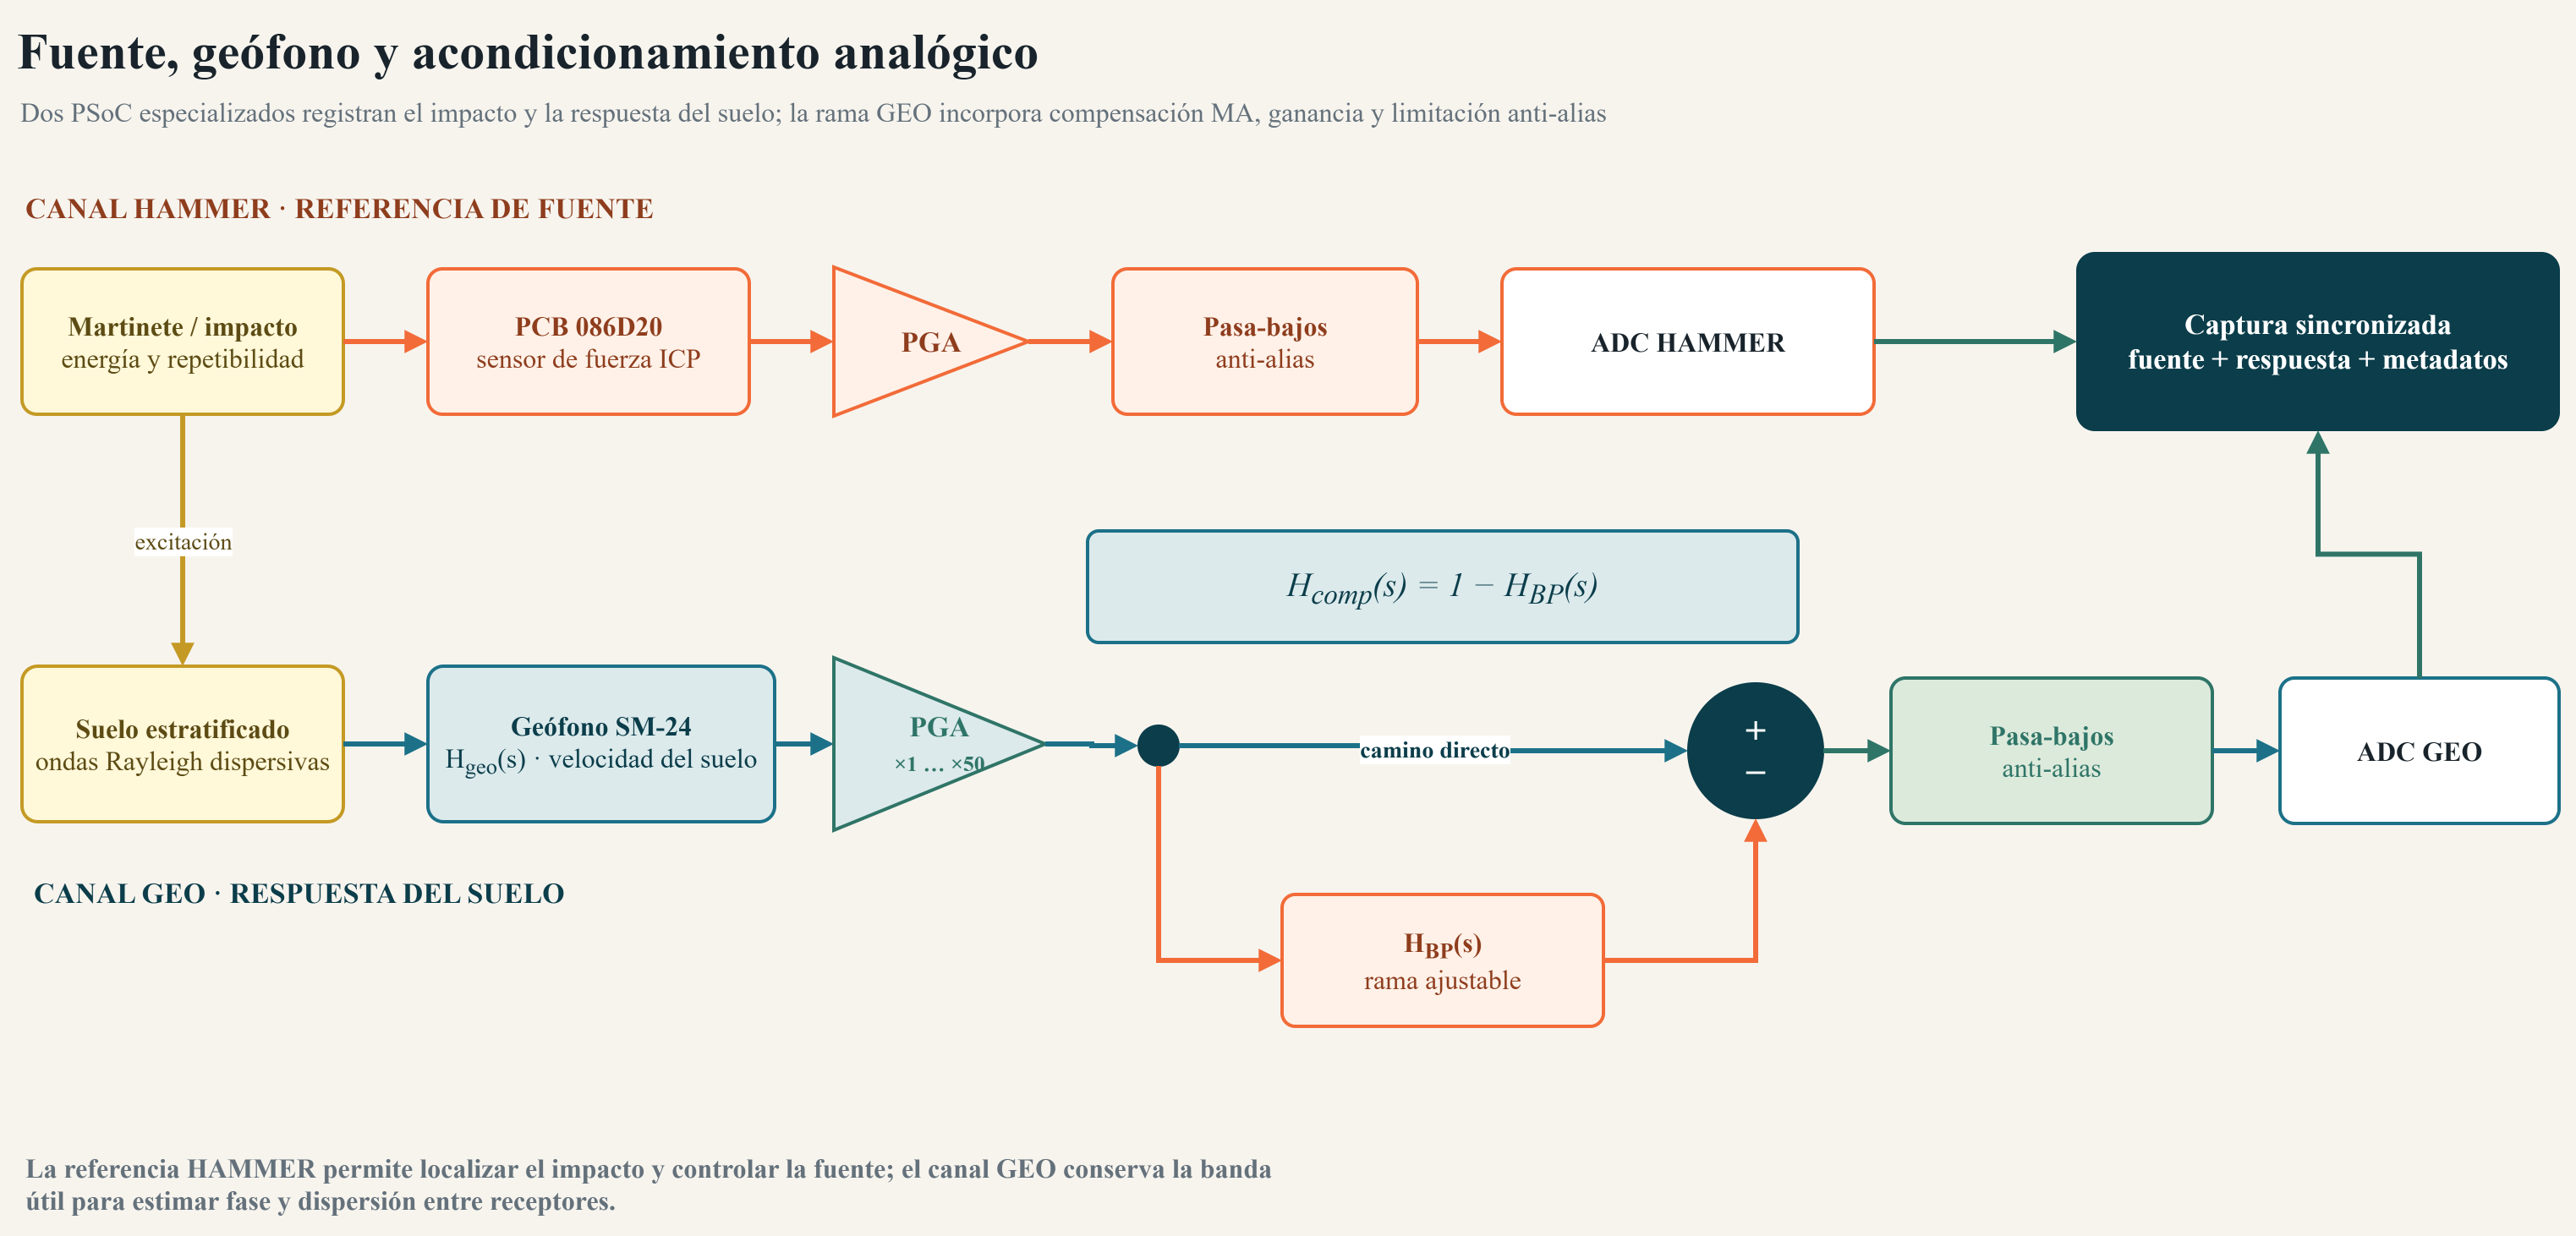 Fuente, geófono y acondicionamiento analógico
Dos PSoC especializados registran el impacto y la respuesta del suelo; la rama GEO incorpora compensación MA, ganancia y limitación anti-alias
CANAL HAMMER · REFERENCIA DE FUENTE
Martinete / impacto
energía y repetibilidad
PCB 086D20
sensor de fuerza ICP
PGA
Pasa-bajos
anti-alias
ADC HAMMER
Captura sincronizada
fuente + respuesta + metadatos
excitación
H_comp(s) = 1 − H_BP(s)
Suelo estratificado
ondas Rayleigh dispersivas
Geófono SM-24
H_geo(s) · velocidad del suelo
PGA
×1 … ×50
camino directo
+
−
Pasa-bajos
anti-alias
ADC GEO
CANAL GEO · RESPUESTA DEL SUELO
H_BP(s)
rama ajustable
La referencia HAMMER permite localizar el impacto y controlar la fuente; el canal GEO conserva la banda
útil para estimar fase y dispersión entre receptores.